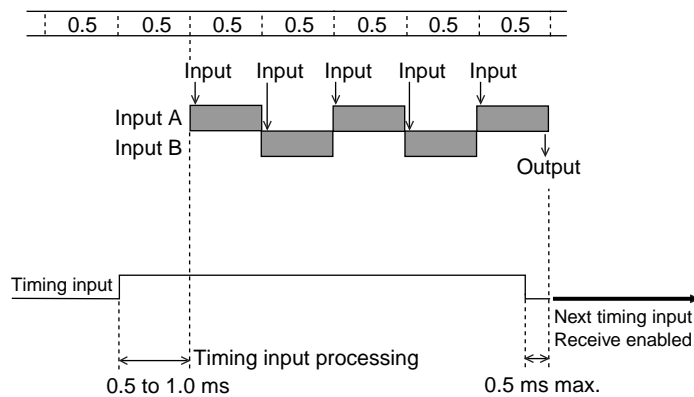 0.5 0.5 0.5 0.5 0.5 0.5 0.5
Input Input Input Input Input
Input A
Input B
Output
Timing input
Next timing input
Receive enabled
Timing input processing
0.5 to 1.0 ms
0.5 ms max.